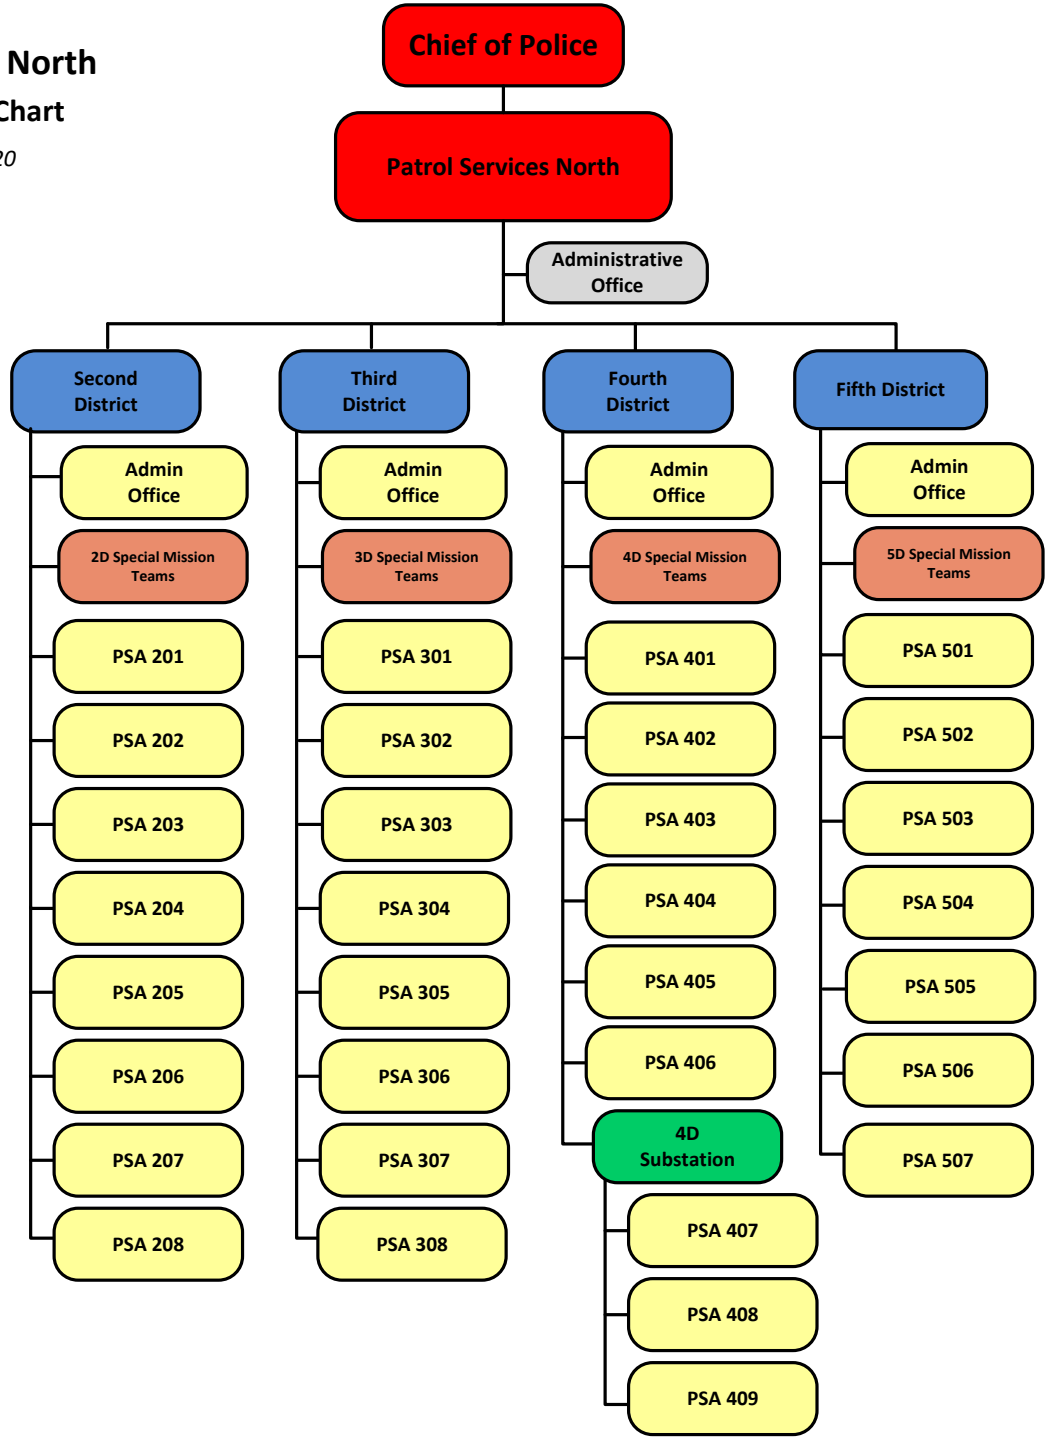 North
Chart
20
Chief of Police
Patrol Services North
Administrative
Office
Second
District
Third
District
Fourth
District
Fifth District
Admin
Office
Admin
Office
Admin
Office
Admin
Office
2D Special Mission
Teams
3D Special Mission
Teams
4D Special Mission
Teams
5D Special Mission
Teams
PSA 201
PSA 301
PSA 401
PSA 501
PSA 202
PSA 302
PSA 402
PSA 502
PSA 203
PSA 303
PSA 403
PSA 503
PSA 204
PSA 304
PSA 404
PSA 504
PSA 205
PSA 305
PSA 405
PSA 505
PSA 206
PSA 306
PSA 406
PSA 506
PSA 207
PSA 307
4D
Substation
PSA 507
PSA 208
PSA 308
PSA 407
PSA 408
PSA 409